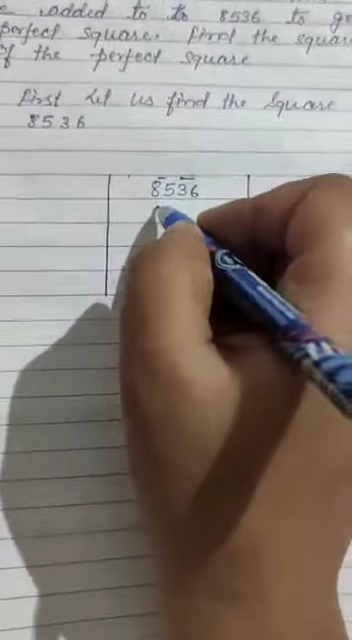 added to to 8536 to
perfect square. Find the square
of the perfect square
First let us find the square
8536
8536